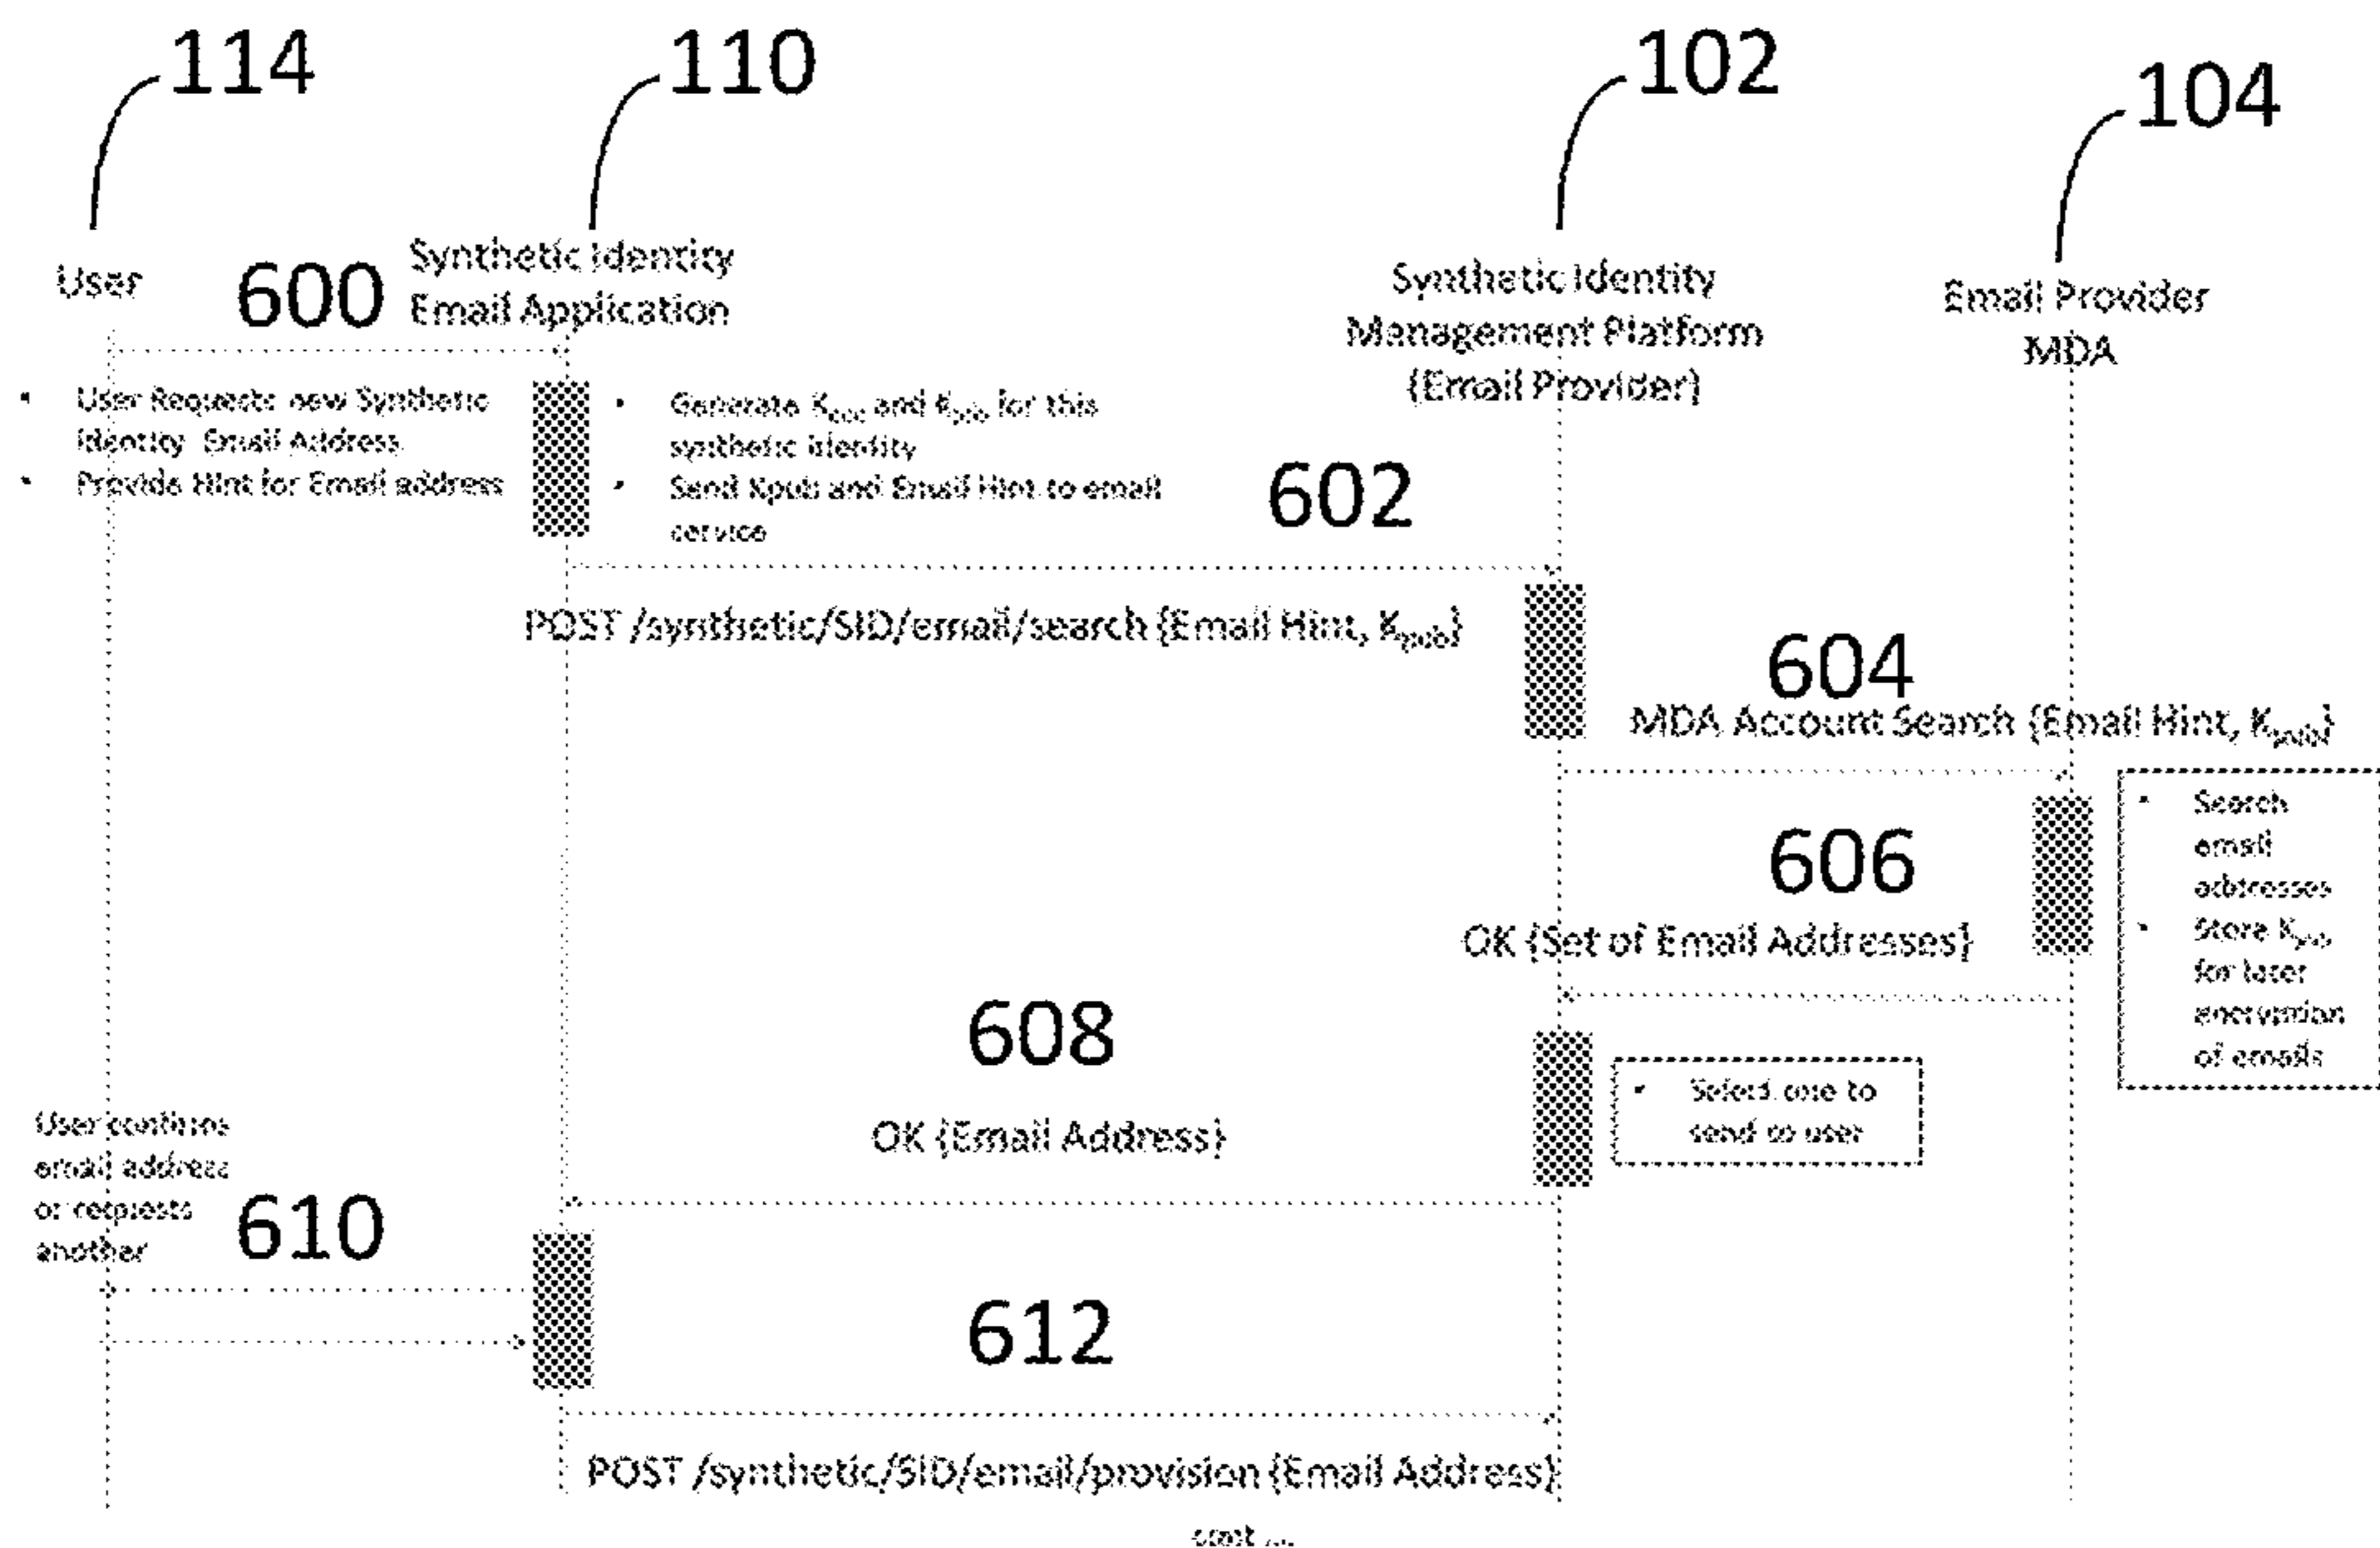 114
110
102
104
User
600
Synthetic Identity
Email Application
Synthetic Identity
Management Platform
{Email Provider}
Email Provider
MDA
• User Requests new Synthetic
Identity Email Address
• Provide Hint for Email address
• Generate and K_pub for this
synthetic identity
• Send Kpub and Email Hint to email
service
602
POST /synthetic/SID/email/search {Email Hint, K_pub}
604
MDA Account Search {Email Hint, K_pub}
• Search
email
addresses
• Store K_pub
for later
encryption
of emails
606
OK {Set of Email Addresses}
608
OK {Email Address}
• Select one to
send to user
User confirms
email address
or requests
another
610
612
POST /synthetic/SID/email/provision {Email Address}
cont ...